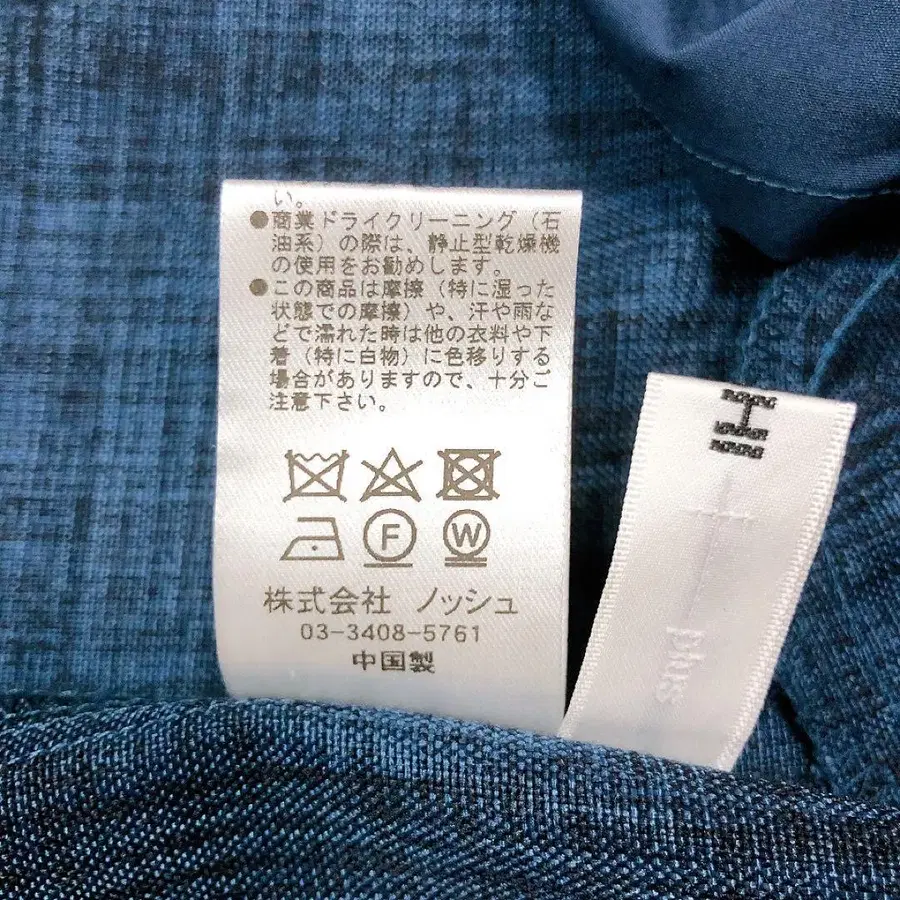 い。
●商業ドライクリーニング（石
油系）の際は、静止型乾燥機
の使用をお勧めします。
●この商品は摩擦（特に湿った
状態での摩擦）や、汗や雨な
どで濡れた時は他の衣料や下
着（特に白物）に色移りする
場合がありますので、十分ご
注意下さい。
F
W
株式会社 ノッシュ
03-3408-5761
中国製
plus